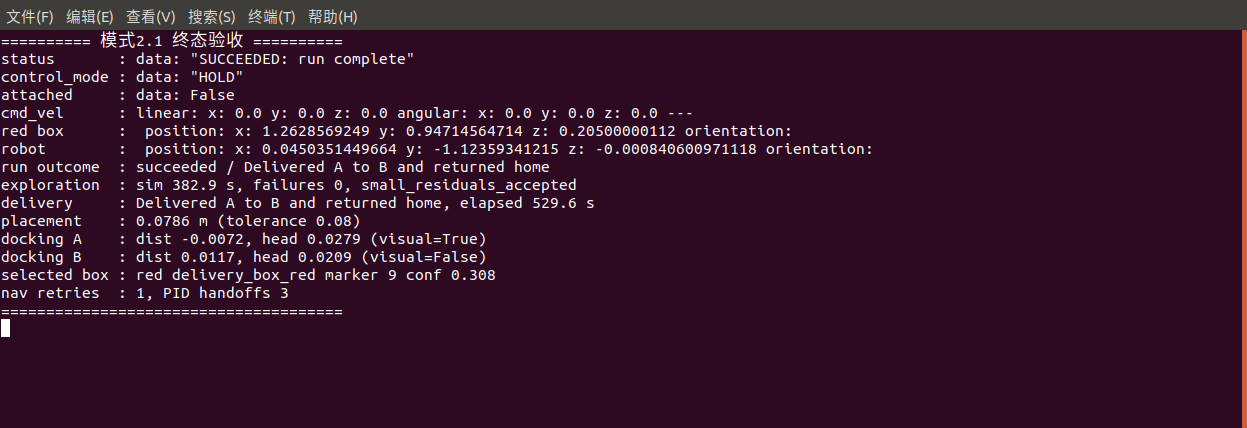 文件(F) 编辑(E) 查看(V) 搜索(S) 终端(T) 帮助(H)
========== 模式2.1 终态验收 ==========
status       : data: "SUCCEEDED: run complete"
control_mode : data: "HOLD"
attached     : data: False
cmd_vel      : linear: x: 0.0 y: 0.0 z: 0.0 angular: x: 0.0 y: 0.0 z: 0.0 ---
red box      :  position: x: 1.2628569249 y: 0.94714564714 z: 0.20500000112 orientation:
robot        :  position: x: 0.0450351449664 y: -1.12359341215 z: -0.000840600971118 orientation:
run outcome  : succeeded / Delivered A to B and returned home
exploration  : sim 382.9 s, failures 0, small_residuals_accepted
delivery     : Delivered A to B and returned home, elapsed 529.6 s
placement    : 0.0786 m (tolerance 0.08)
docking A    : dist -0.0072, head 0.0279 (visual=True)
docking B    : dist 0.0117, head 0.0209 (visual=False)
selected box : red delivery_box_red marker 9 conf 0.308
nav retries  : 1, PID handoffs 3
======================================